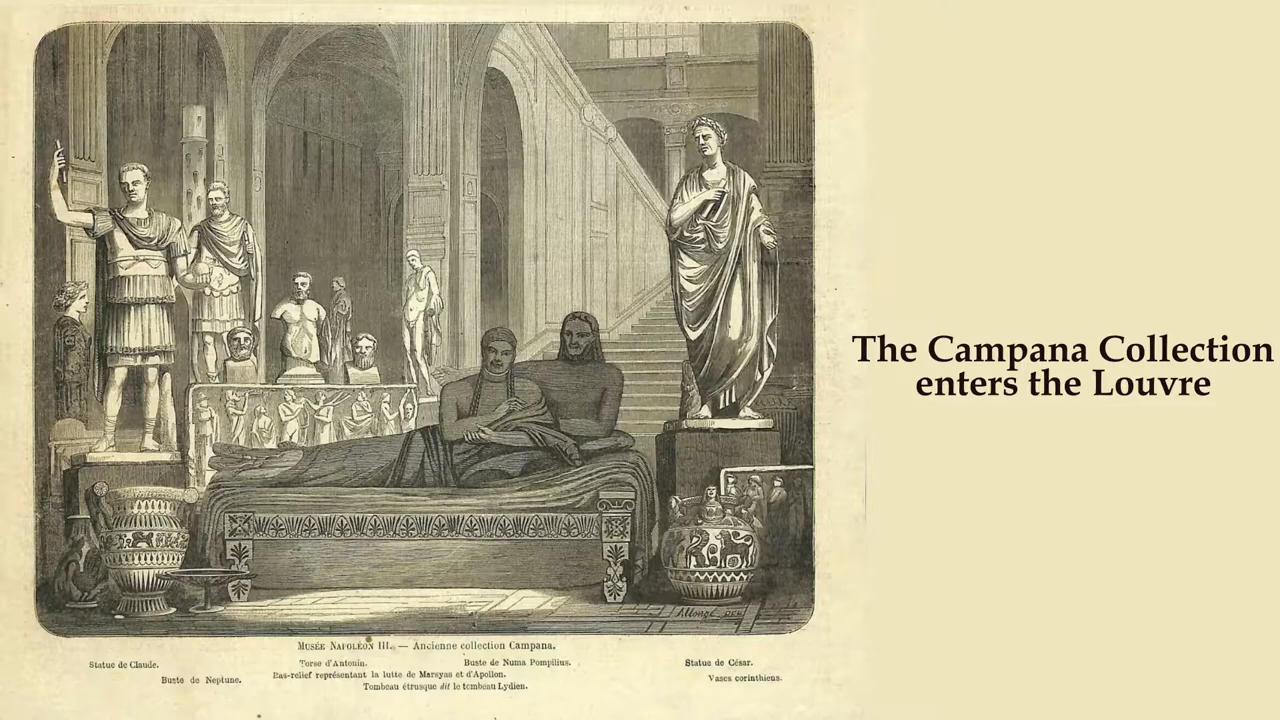 The Campana Collection
enters the Louvre
MUSÉE NAPOLÉON III. — Ancienne collection Campana.
Statue de Claude. Torse d'Antonin. Buste de Numa Pompilius. Statue de César.
Buste de Neptune. Bas-relief représentant la lutte de Marsyas et d'Apollon. Vases corinthiens.
Tombeau étrusque dit le tombeau Lydien.